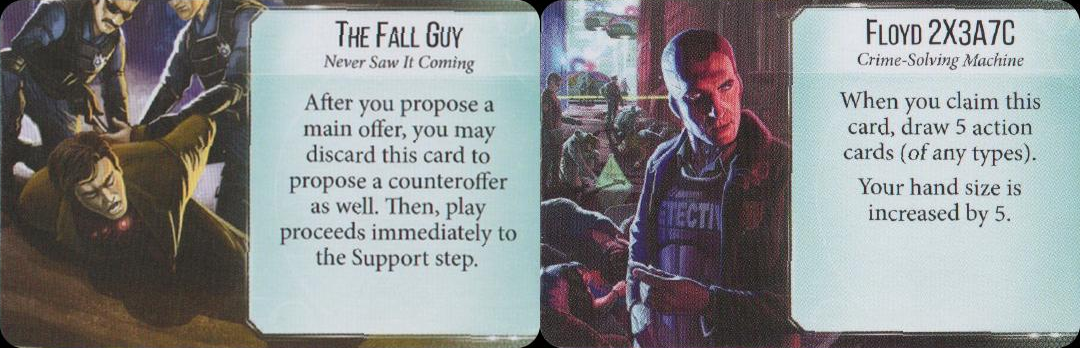 The Fall Guy
Never Saw It Coming
After you propose a
main offer, you may
discard this card to
propose a counteroffer
as well. Then, play
proceeds immediately to
the Support step.
Floyd 2X3A7C
Crime-Solving Machine
When you claim this
card, draw 5 action
cards (of any types).
Your hand size is
increased by 5.
DETECTIV